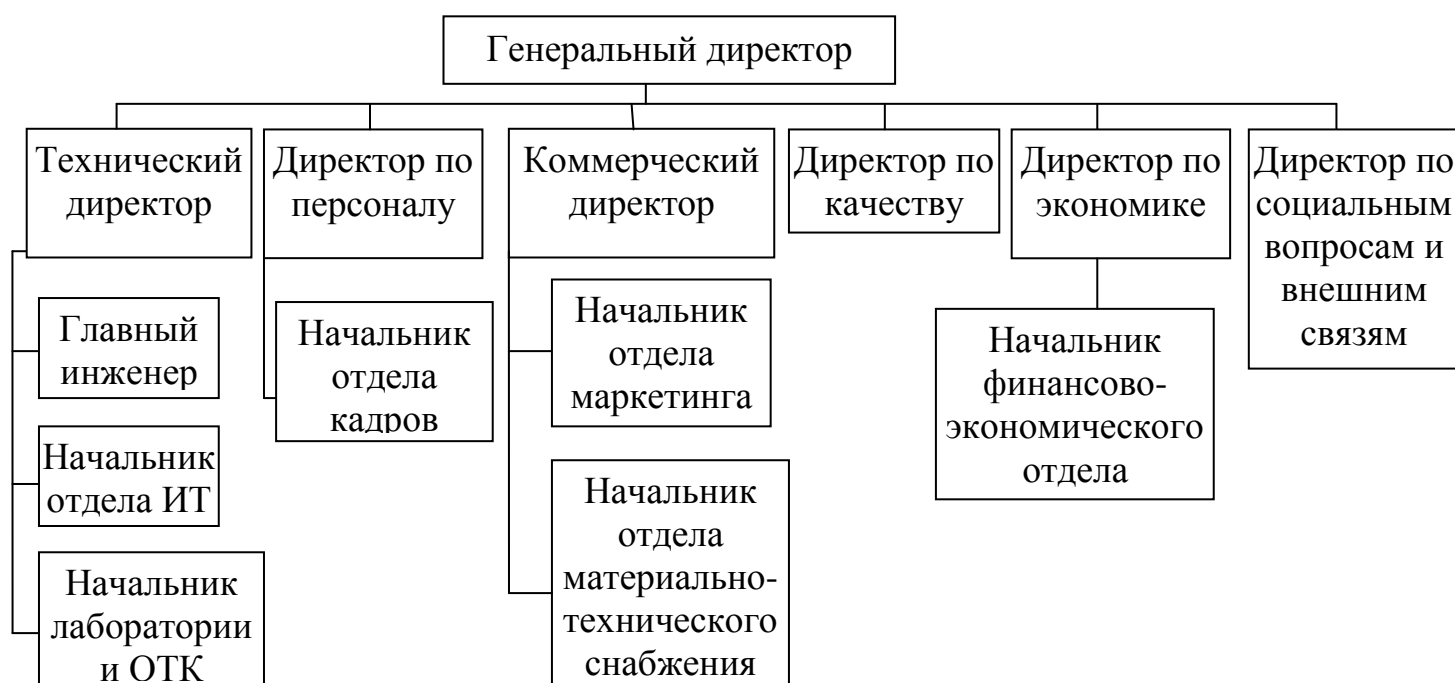 Генеральный директор
Технический
директор
Директор по
персоналу
Коммерческий
директор
Директор по
качеству
Директор по
экономике
Директор по
социальным
вопросам и
внешним
связям
Главный
инженер
Начальник
отдела ИТ
Начальник
лаборатории
и ОТК
Начальник
отдела
кадров
Начальник
отдела
маркетинга
Начальник
отдела
материально-
технического
снабжения
Начальник
финансово-
экономического
отдела